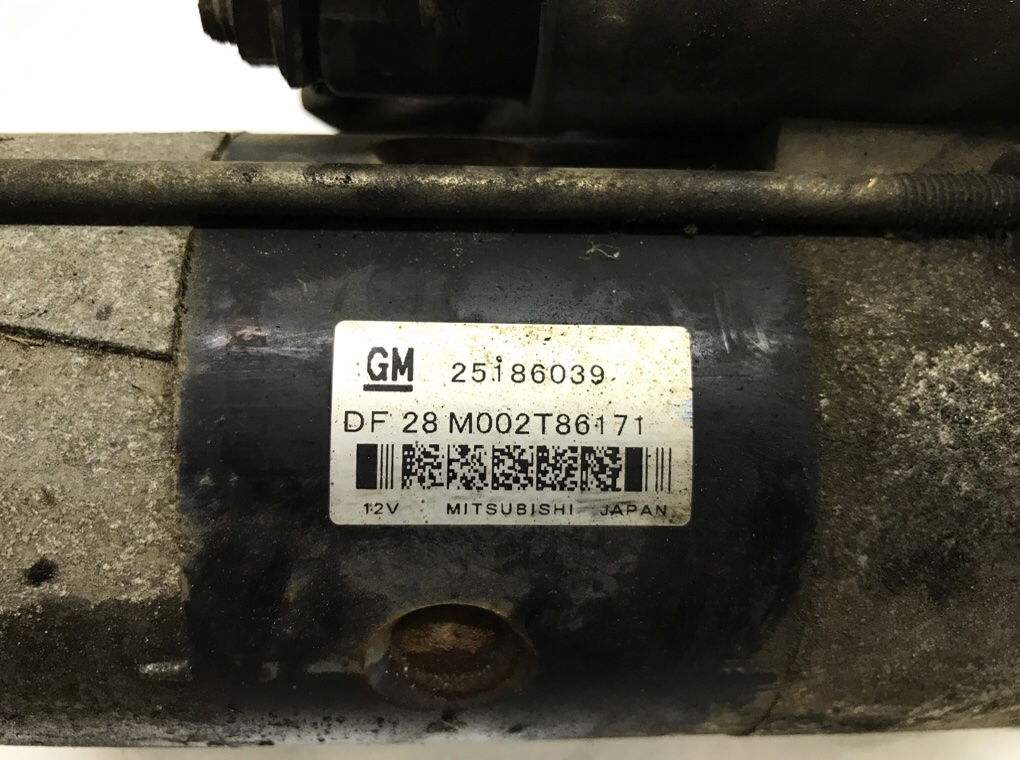 GM 25186039
DF 28 M002T86171
12V MITSUBISHI JAPAN